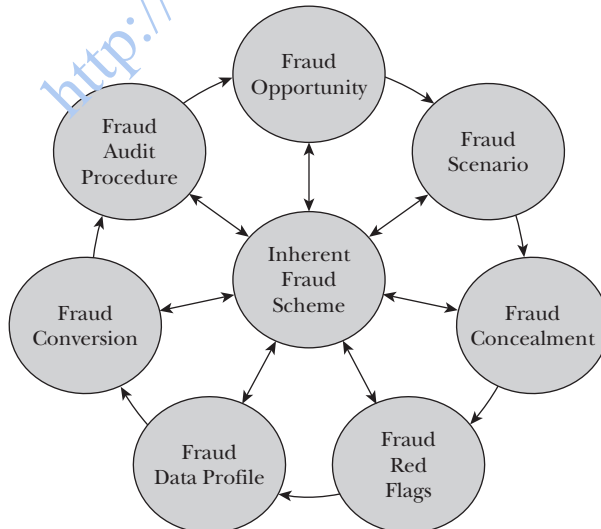 http://
Fraud
Opportunity
Fraud
Scenario
Fraud
Concealment
Fraud
Red
Flags
Fraud
Data Profile
Fraud
Conversion
Fraud
Audit
Procedure
Inherent
Fraud
Scheme